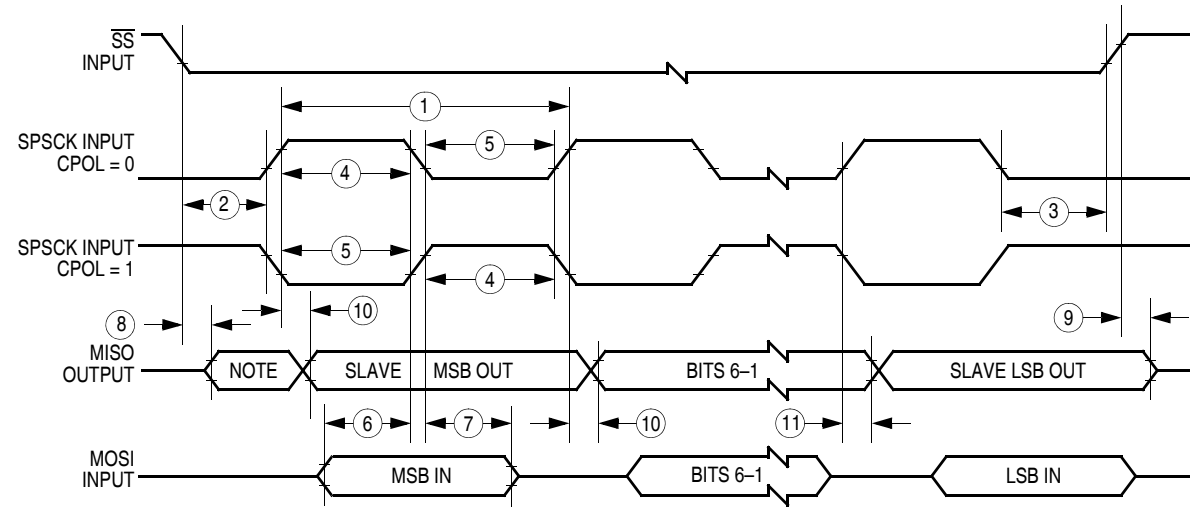 SS
INPUT
1
SPSCK INPUT
CPOL = 0
5
4
2
3
SPSCK INPUT
CPOL = 1
5
4
10
8
9
MISO
OUTPUT
NOTE
SLAVE
MSB OUT
BITS 6–1
SLAVE LSB OUT
6
7
10
11
MOSI
INPUT
MSB IN
BITS 6–1
LSB IN